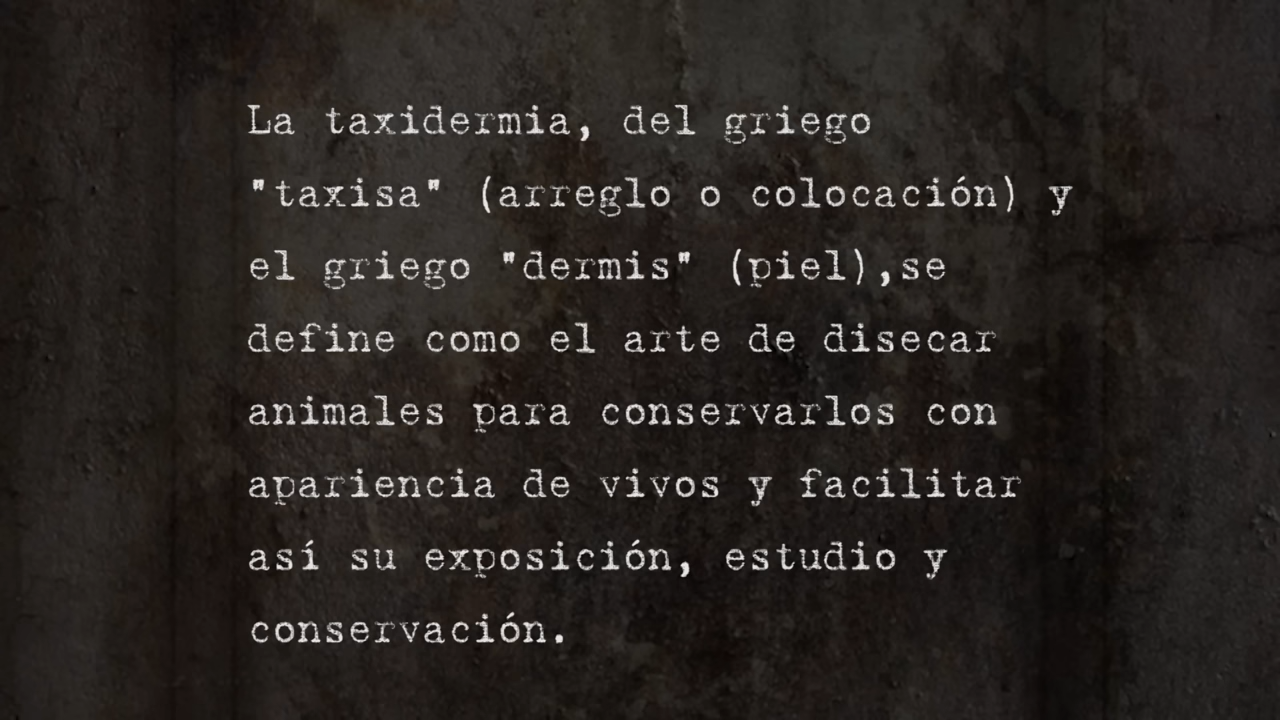 La taxidermia, del griego
"taxisa" (arreglo o colocación) y
el griego "dermis" (piel),se
define como el arte de disecar
animales para conservarlos con
apariencia de vivos y facilitar
así su exposición, estudio y
conservación.